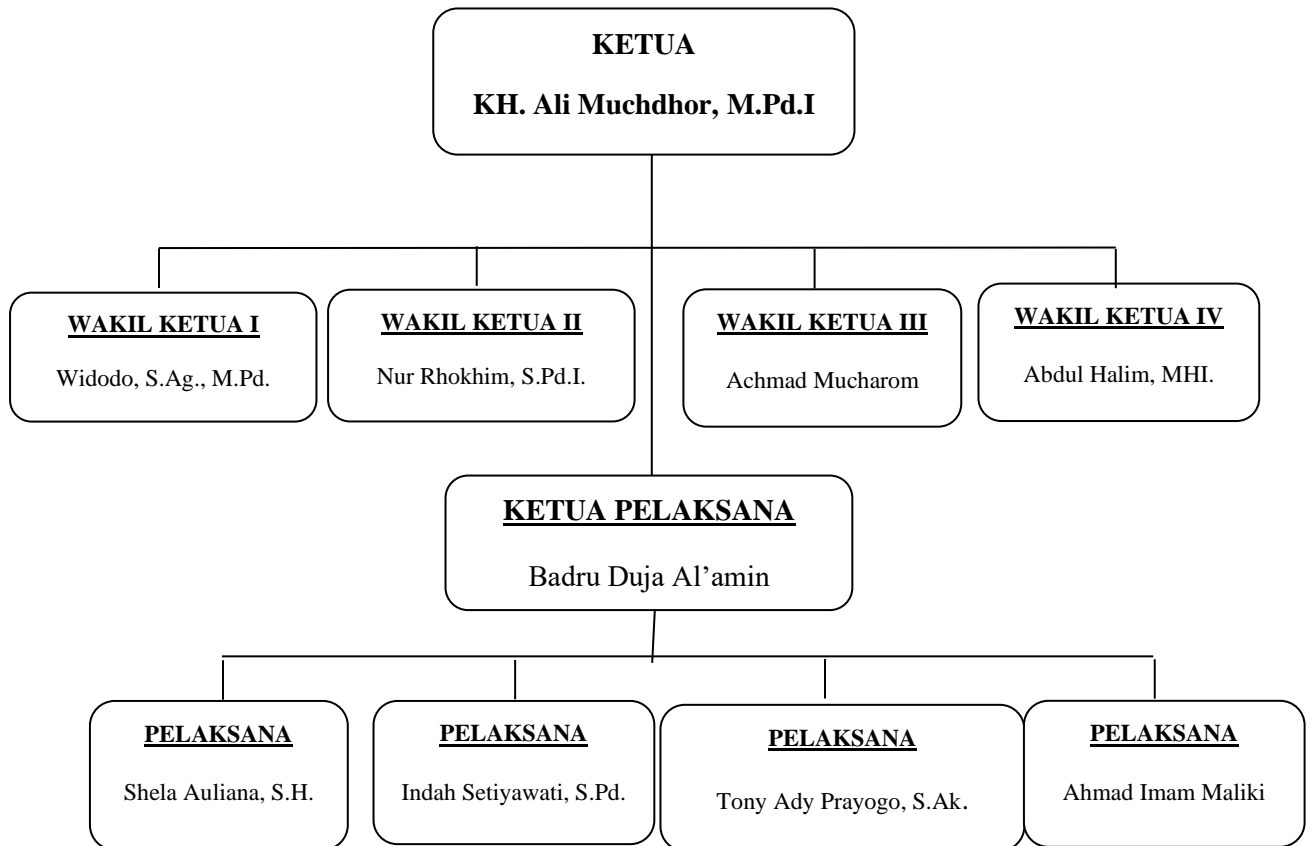 KETUA
KH. Ali Muchdhor, M.Pd.I
WAKIL KETUA I
Widodo, S.Ag., M.Pd.
WAKIL KETUA II
Nur Rhokhim, S.Pd.I.
WAKIL KETUA III
Achmad Mucharom
WAKIL KETUA IV
Abdul Halim, MHI.
KETUA PELAKSANA
Badru Duja Al’amin
PELAKSANA
Shela Auliana, S.H.
PELAKSANA
Indah Setiyawati, S.Pd.
PELAKSANA
Tony Ady Prayogo, S.Ak.
PELAKSANA
Ahmad Imam Maliki